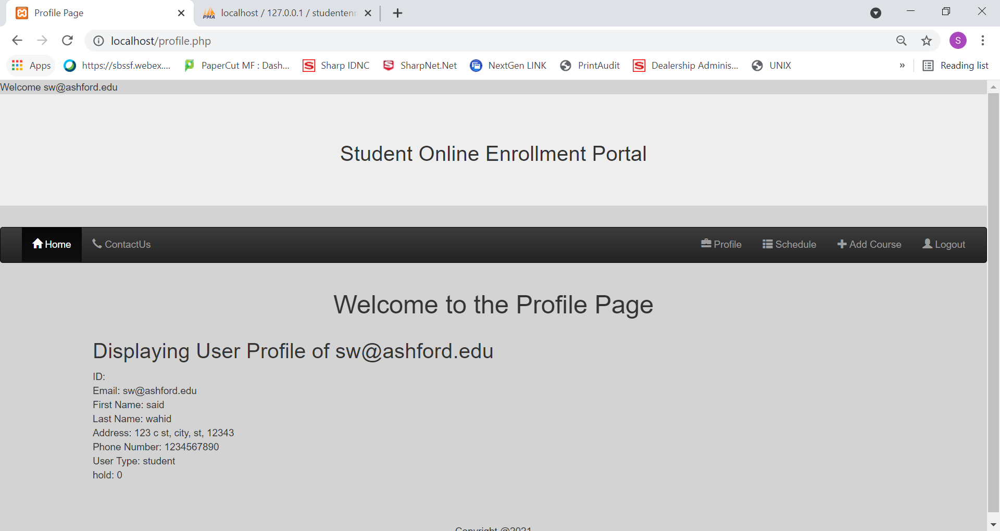 Profile Page
localhost / 127.0.0.1 / studentenr
localhost/profile.php
S
Apps
https://sbssf.webex....
PaperCut MF : Dash...
Sharp IDNC
SharpNet.Net
NextGen LINK
PrintAudit
Dealership Adminis...
UNIX
»
Reading list
Welcome sw@ashford.edu
Student Online Enrollment Portal
Home
ContactUs
Profile
Schedule
Add Course
Logout
Welcome to the Profile Page
Displaying User Profile of sw@ashford.edu
ID:
Email: sw@ashford.edu
First Name: said
Last Name: wahid
Address: 123 c st, city, st, 12343
Phone Number: 1234567890
User Type: student
hold: 0
Copyright @2021